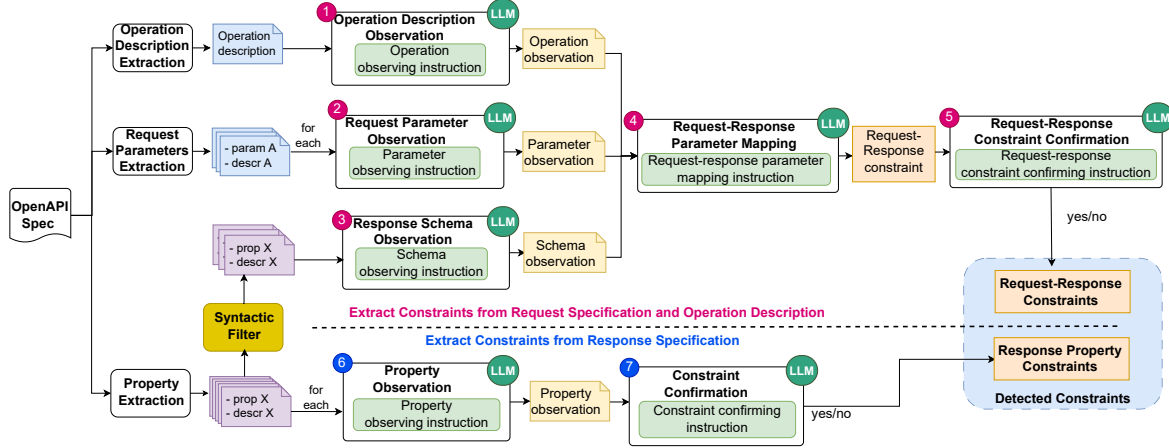 OpenAPI
Spec
Operation
Description
Extraction
Operation
description
1
Operation Description
Observation
LLM
Operation
observing instruction
Operation
observation
Request
Parameters
Extraction
- param A
- descr A
for
each
2
Request Parameter
Observation
LLM
Parameter
observing instruction
Parameter
observation
3
Response Schema
Observation
LLM
Schema
observing instruction
Schema
observation
- prop X
- descr X
Syntactic
Filter
4
Request-Response
Parameter Mapping
LLM
Request-response parameter
mapping instruction
Request-
Response
constraint
5
Request-Response
Constraint Confirmation
LLM
Request-response
constraint confirming instruction
yes/no
Extract Constraints from Request Specification and Operation Description
Extract Constraints from Response Specification
Property
Extraction
- prop X
- descr X
for
each
6
Property
Observation
LLM
Property
observing instruction
Property
observation
7
Constraint
Confirmation
LLM
Constraint confirming
instruction
yes/no
Request-Response
Constraints
Response Property
Constraints
Detected Constraints